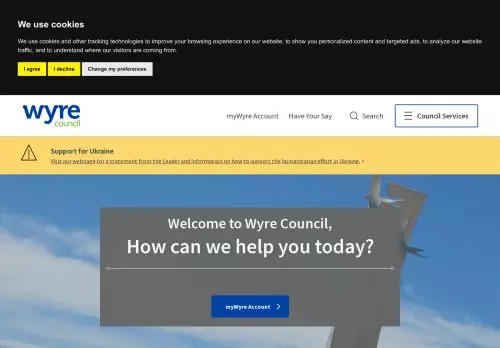 We use cookies
We use cookies and other tracking technologies to improve your browsing experience on our website, to show you personalized content and targeted ads, to analyze our website
traffic, and to understand where our visitors are coming from.
I agree
I decline
Change my preferences
wyre
council
myWyre Account
Have Your Say
Search
Council Services
Support for Ukraine
Visit our webpage for a statement from the Leader and information on how to support the humanitarian effort in Ukraine. >
Welcome to Wyre Council,
How can we help you today?
myWyre Account